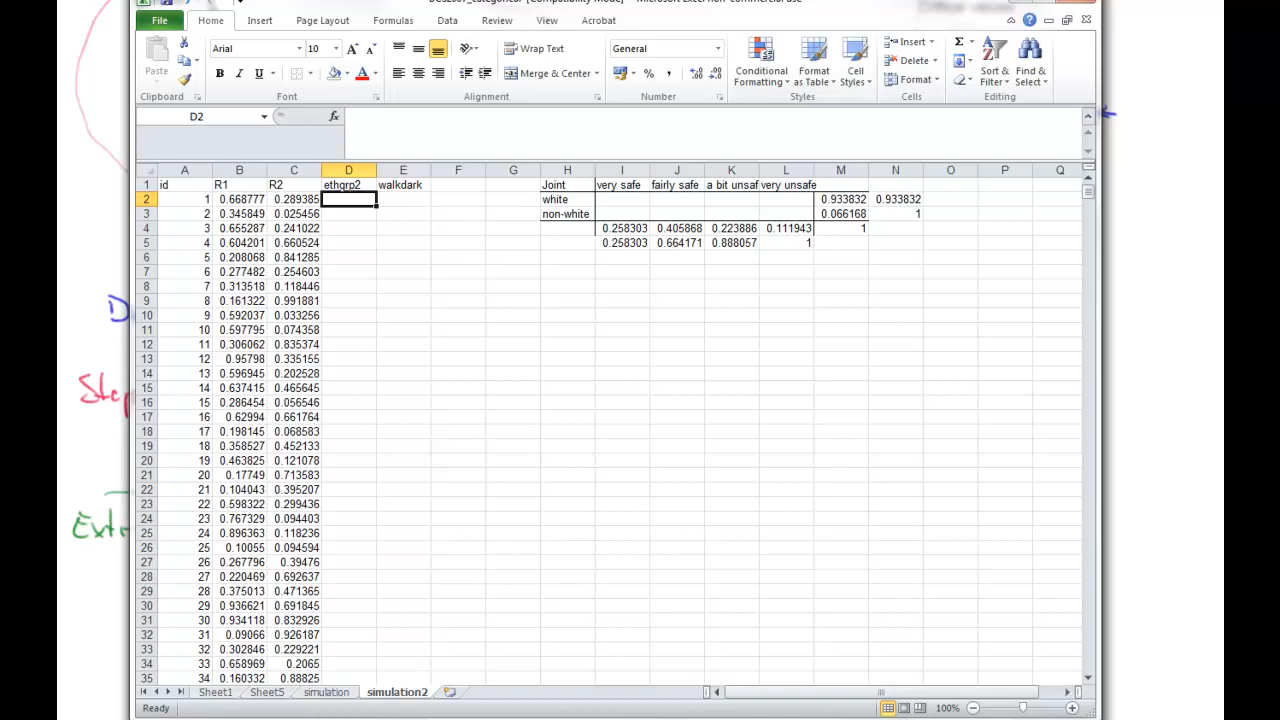 File Home Insert Page Layout Formulas Data Review View Acrobat
Paste Arial 10 Wrap Text General Insert
Merge & Center Conditional Formatting Format as Table Cell Styles Delete Format Sort & Filter Find & Select
Clipboard Font Alignment Number Styles Cells Editing
D2 fx
A B C D E F G H I J K L M N O P Q
1 id R1 R2 ethgrp2 walkdark Joint very safe fairly safe a bit unsaf very unsafe
2 1 0.668777 0.289385 wite 0.933832 0.933832
3 2 0.345849 0.025456 non-white 0.066168 1
4 3 0.655287 0.241022 0.258303 0.405868 0.223886 0.111943 1
5 4 0.604201 0.660524 0.258303 0.664171 0.888057 1
6 5 0.208068 0.841285
7 6 0.277482 0.254603
8 7 0.313518 0.118446
9 8 0.161322 0.991881
10 9 0.592037 0.033256
11 10 0.597795 0.074358
12 11 0.306062 0.835374
13 12 0.95798 0.335155
14 13 0.596945 0.202528
15 14 0.637415 0.465645
16 15 0.286454 0.056546
17 16 0.62994 0.661764
18 17 0.198145 0.068583
19 18 0.358527 0.452133
20 19 0.463825 0.121078
21 20 0.17749 0.713583
22 21 0.104043 0.395207
23 22 0.598322 0.299436
24 23 0.767329 0.094403
25 24 0.896363 0.118236
26 25 0.10055 0.094594
27 26 0.267796 0.39476
28 27 0.220469 0.692637
29 28 0.375013 0.471365
30 29 0.936621 0.691845
31 30 0.934118 0.832926
32 31 0.09066 0.926187
33 32 0.302846 0.229221
34 33 0.658969 0.2065
35 34 0.160332 0.88825
Sheet1 Sheet5 simulation simulation2
Ready 100%